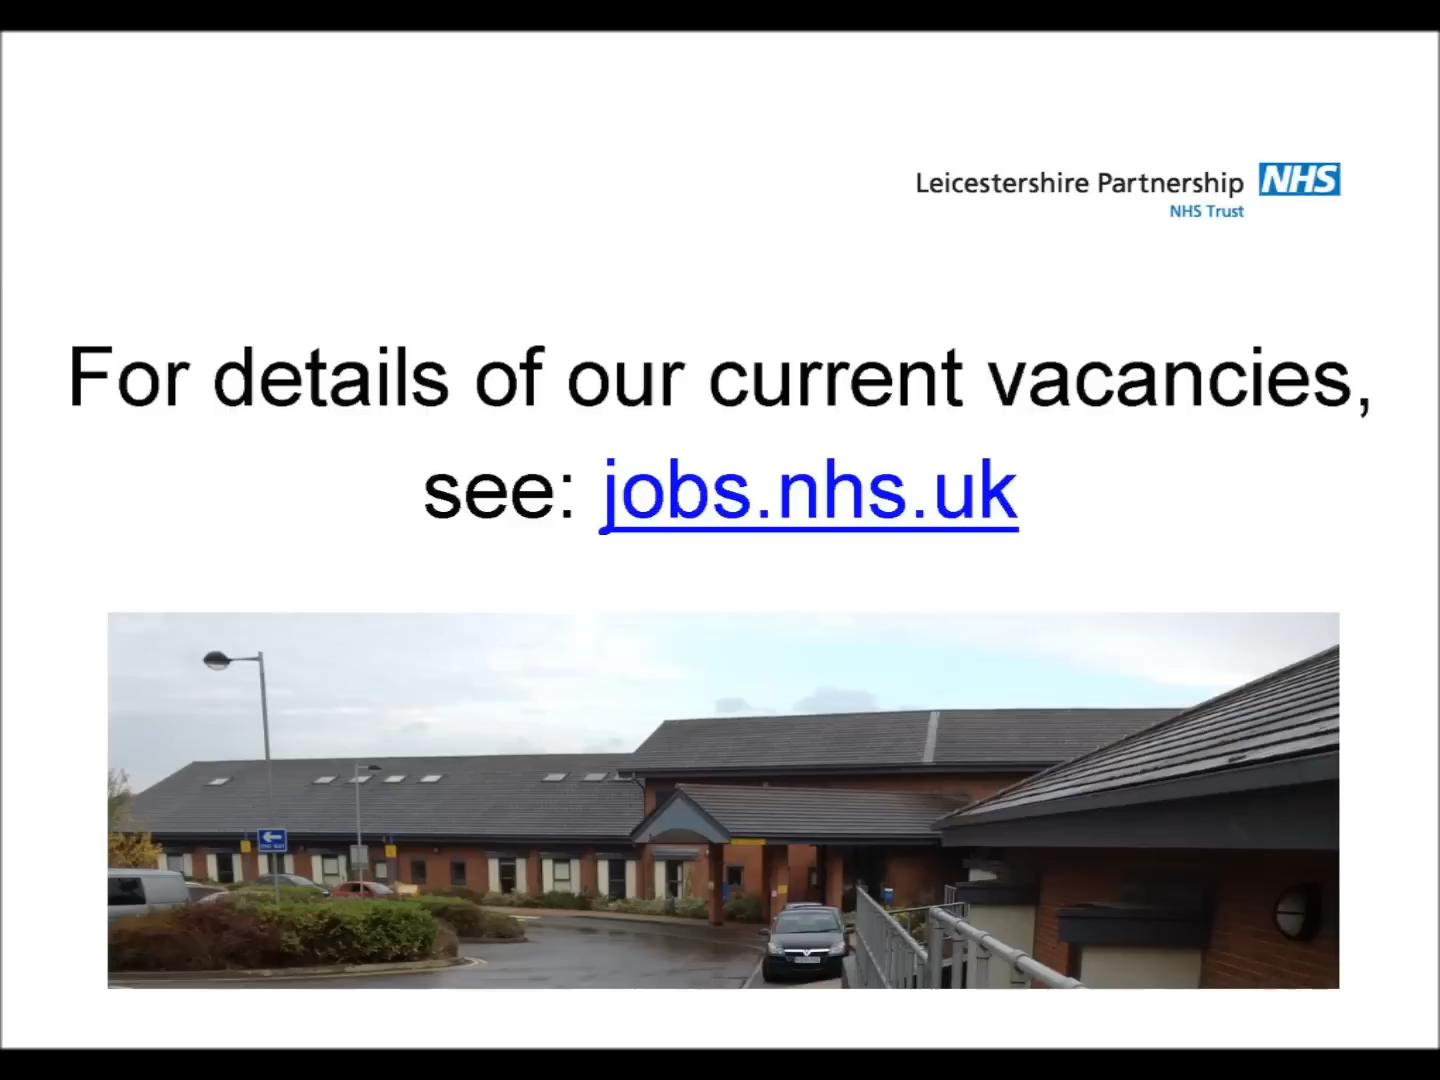 Leicestershire Partnership NHS
NHS Trust
For details of our current vacancies,
see: jobs.nhs.uk